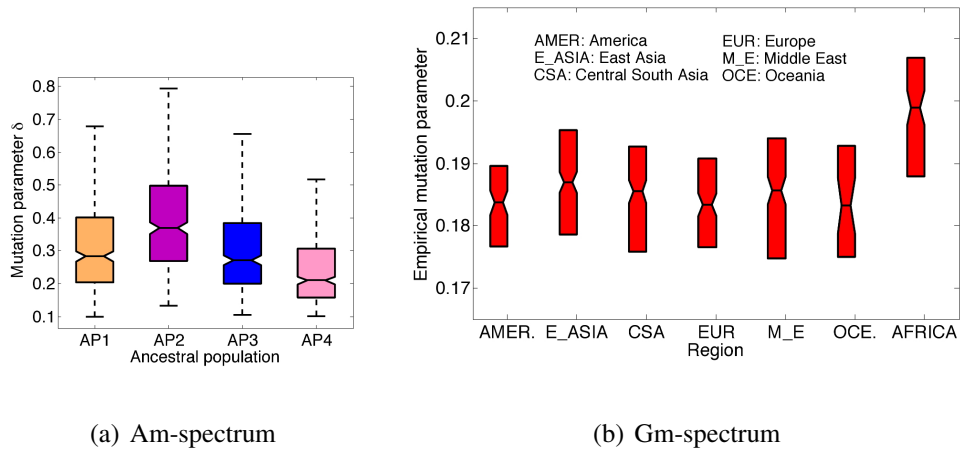 Mutation parameter δ
0.8
0.7
0.6
0.5
0.4
0.3
0.2
0.1
AP1 AP2 AP3 AP4
Ancestral population
(a) Am-spectrum
Empirical mutation parameter
0.21
0.2
0.19
0.18
0.17
AMER: America EUR: Europe
E_ASIA: East Asia M_E: Middle East
CSA: Central South Asia OCE: Oceania
AMER. E_ASIA CSA EUR M_E OCE. AFRICA
Region
(b) Gm-spectrum